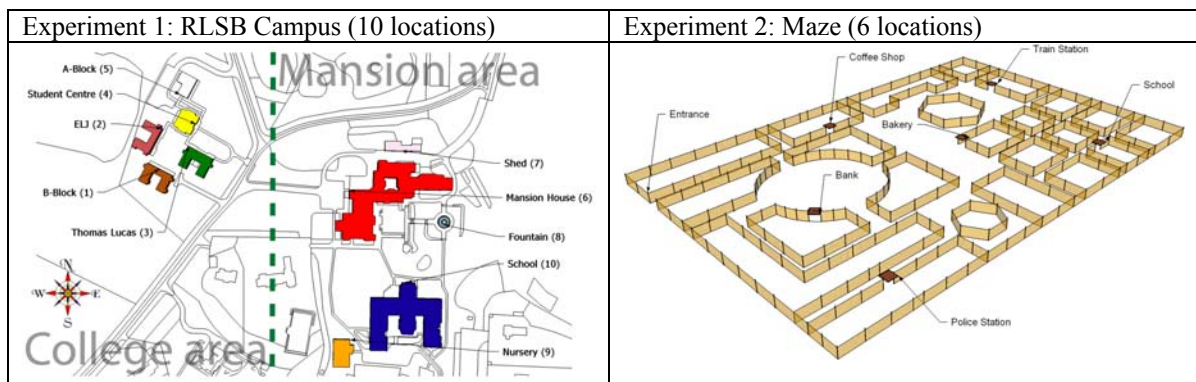 Experiment 1: RLSB Campus (10 locations)
Experiment 2: Maze (6 locations)
Mansion area
A-Block (5)
Student Centre (4)
ELJ (2)
B-Block (1)
Thomas Lucas (3)
Shed (7)
Mansion House (6)
Fountain (8)
School (10)
Nursery (9)
N
W
E
S
College area
Train Station
Coffee Shop
School
Entrance
Bakery
Bank
Police Station